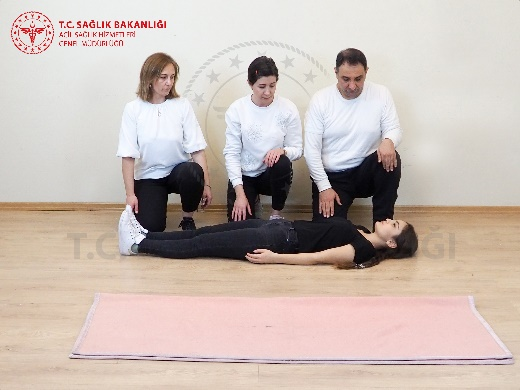 T.C. SAĞLIK BAKANLIĞI
ACİL SAĞLIK HİZMETLERİ
GENEL MÜDÜRLÜĞÜ